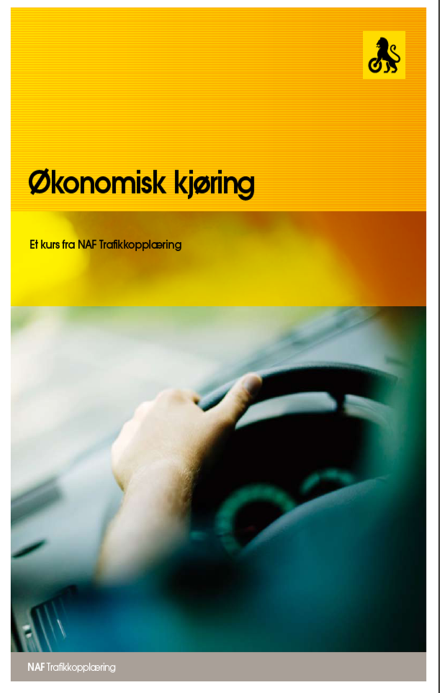 Økonomisk kjøring
Et kurs fra NAF Trafikkopplæring
NAF Trafikkopplæring